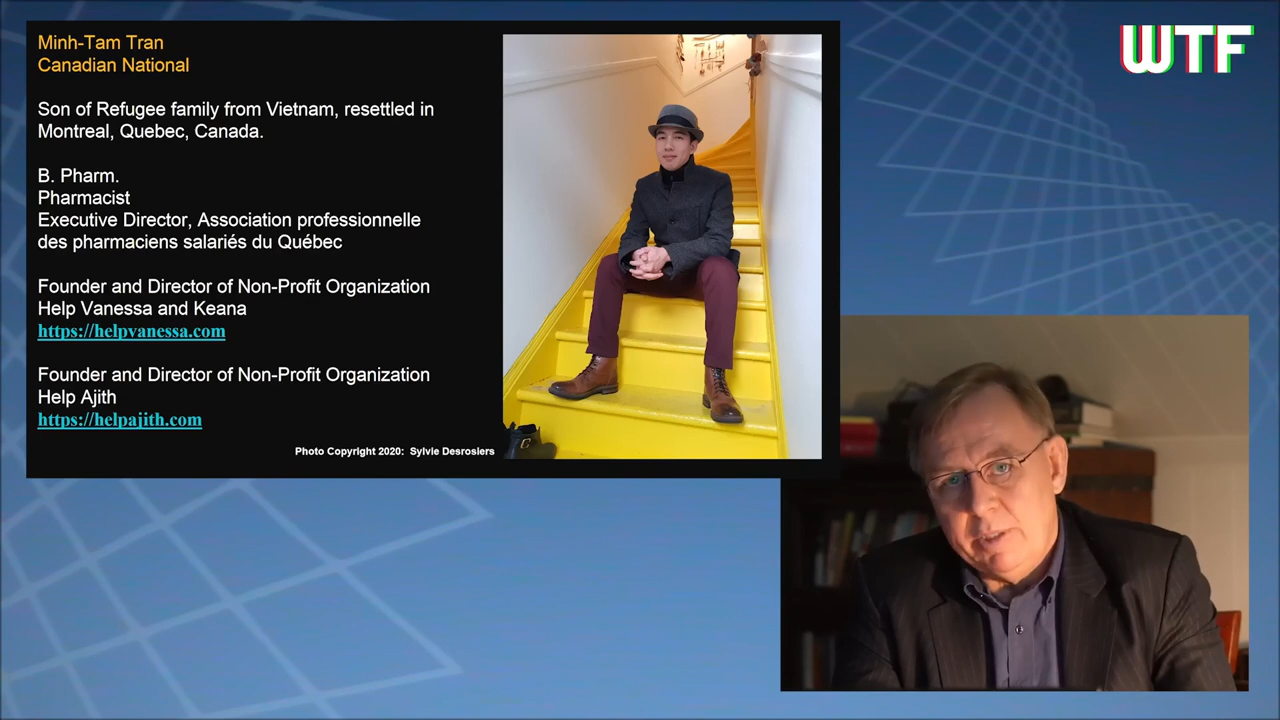 Minh-Tam Tran
Canadian National
Son of Refugee family from Vietnam, resettled in
Montreal, Quebec, Canada.
B. Pharm.
Pharmacist
Executive Director, Association professionnelle
des pharmaciens salariés du Québec
Founder and Director of Non-Profit Organization
Help Vanessa and Keana
https://helpvanessa.com
Founder and Director of Non-Profit Organization
Help Ajith
https://helpajith.com
Photo Copyright 2020: Sylvie Desrosiers
WTF